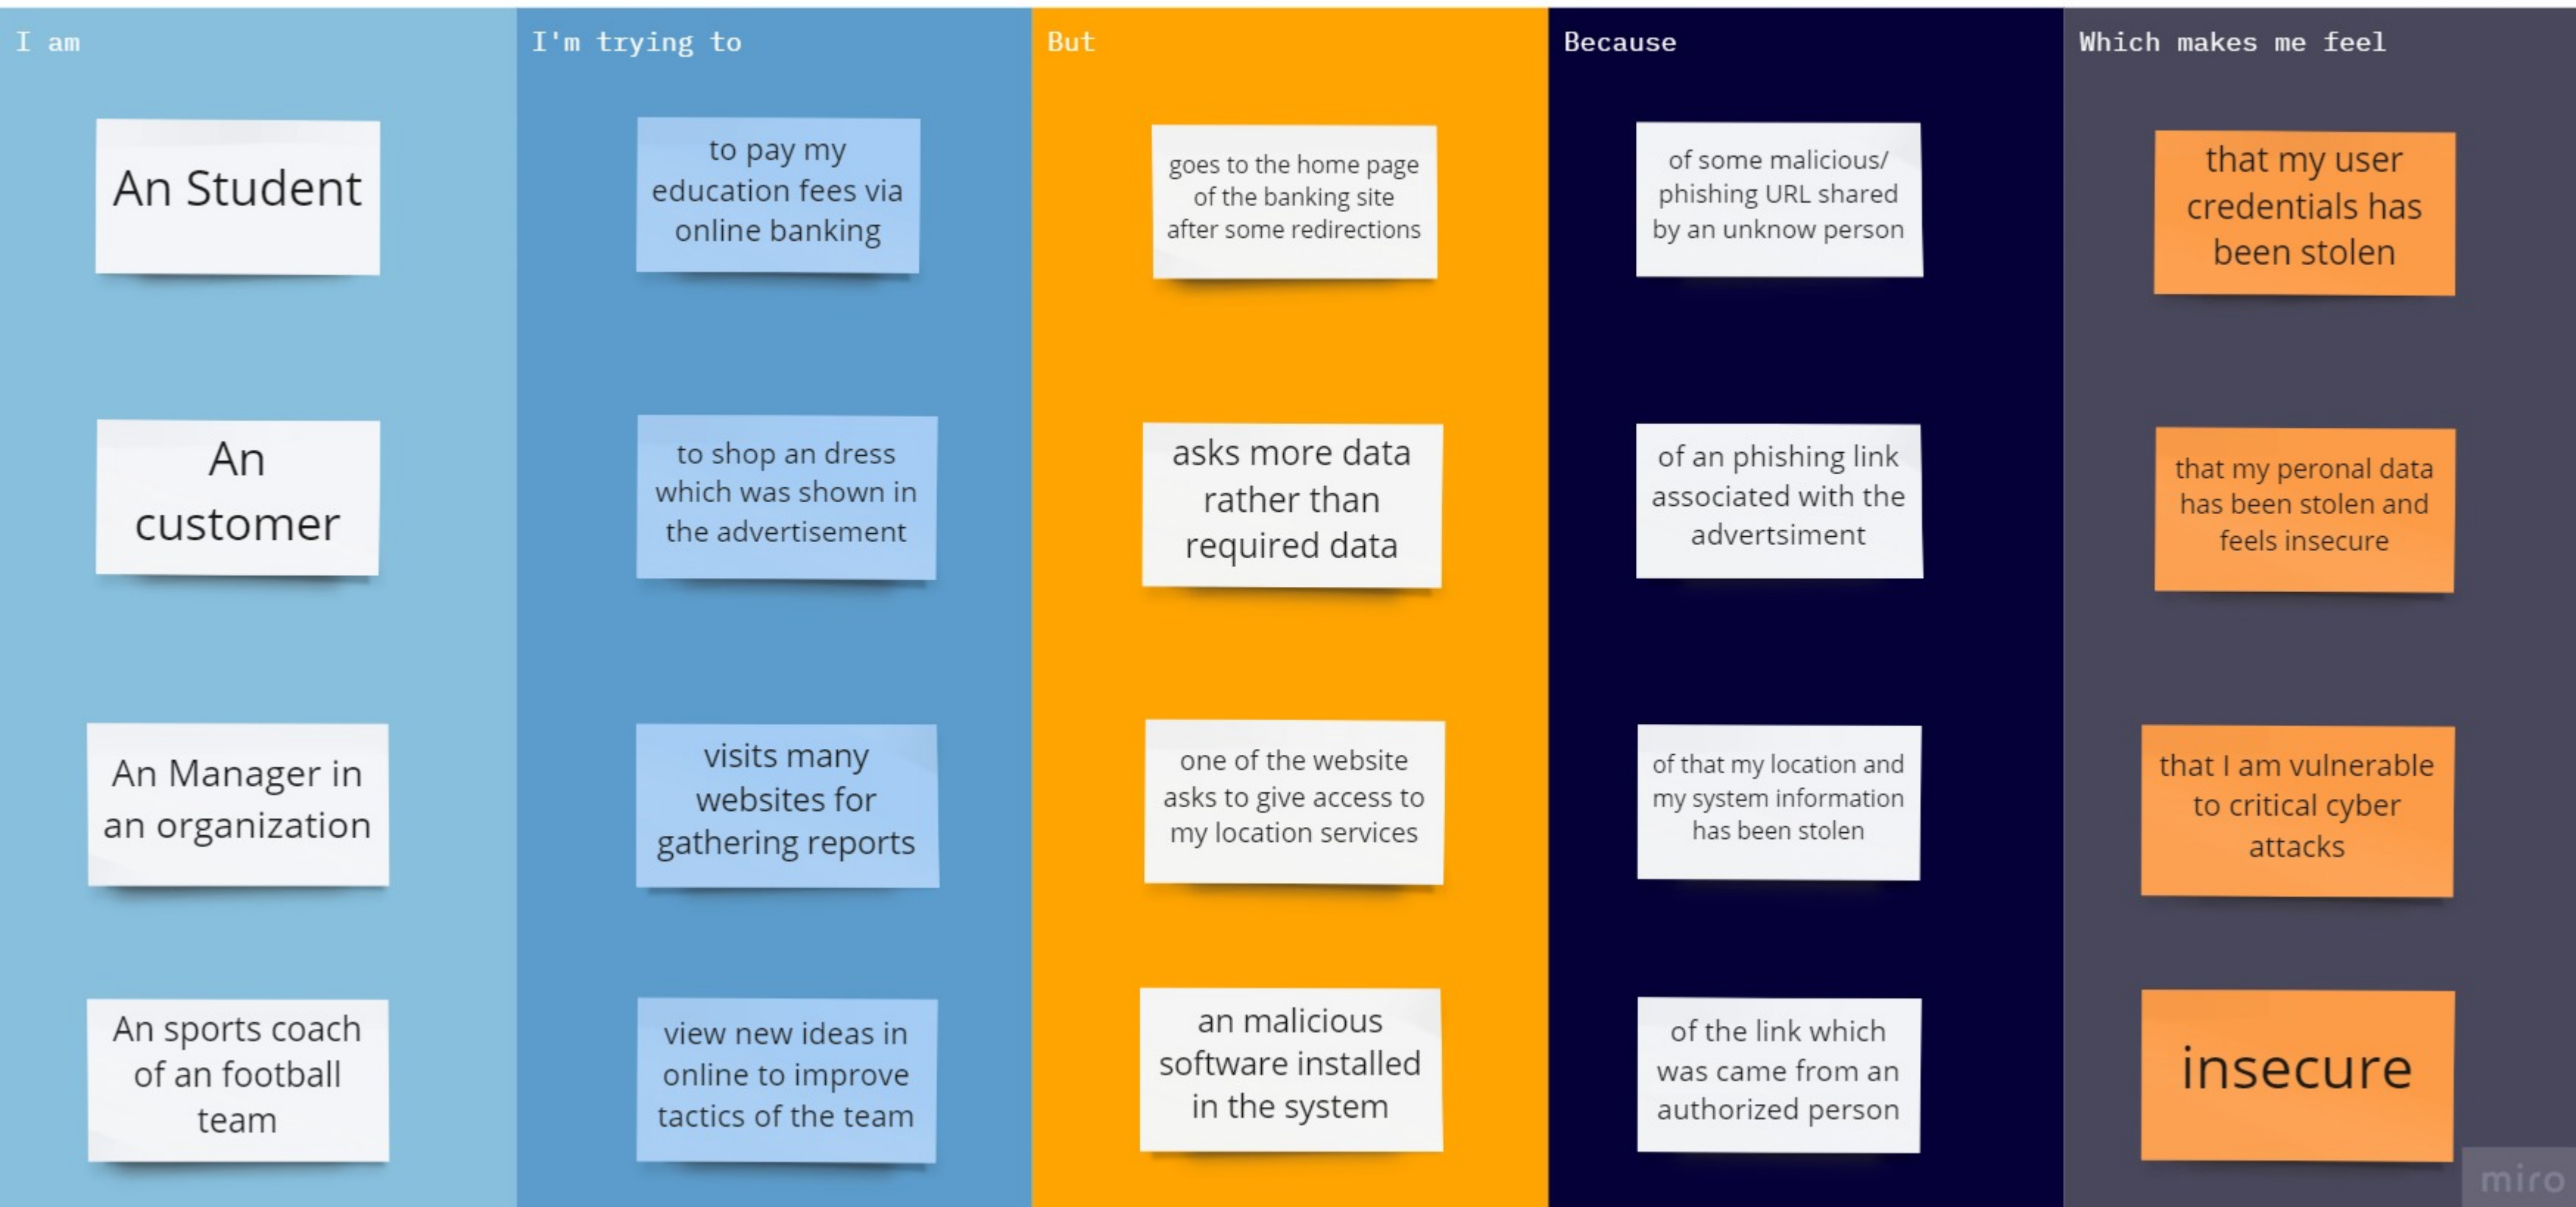 I am
I'm trying to
But
Because
Which makes me feel
An Student
to pay my
education fees via
online banking
goes to the home page
of the banking site
after some redirections
of some malicious/
phishing URL shared
by an unknow person
that my user
credentials has
been stolen
An
customer
to shop an dress
which was shown in
the advertisement
asks more data
rather than
required data
of an phishing link
associated with the
advertsiment
that my peronal data
has been stolen and
feels insecure
An Manager in
an organization
visits many
websites for
gathering reports
one of the website
asks to give access to
my location services
of that my location and
my system information
has been stolen
that I am vulnerable
to critical cyber
attacks
An sports coach
of an football
team
view new ideas in
online to improve
tactics of the team
an malicious
software installed
in the system
of the link which
was came from an
authorized person
insecure
miro